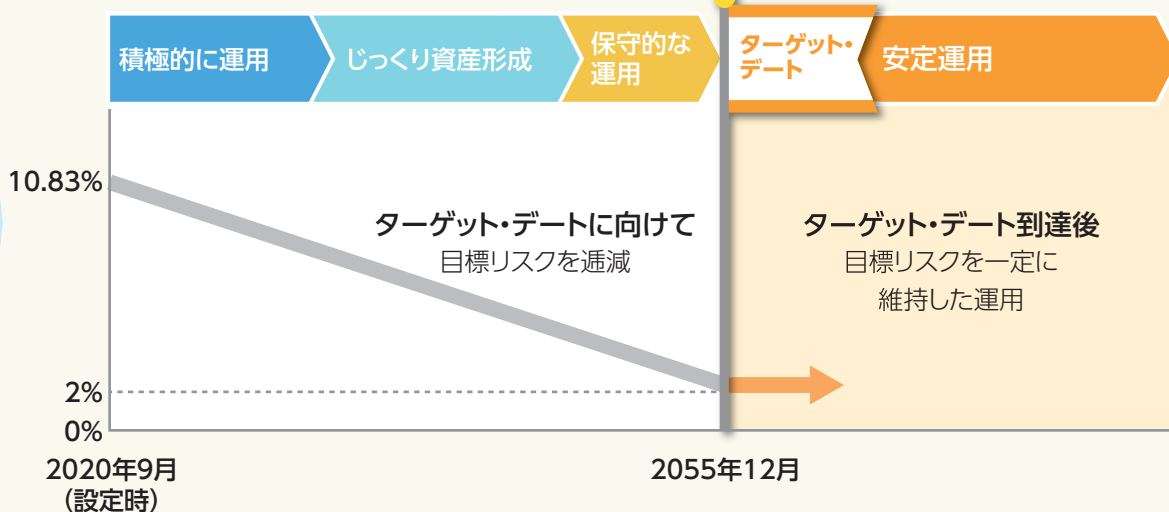 積極的に運用
じっくり資産形成
保守的な
運用
ターゲット・
デート
安定運用
10.83%
ターゲット・デートに向けて
目標リスクを逓減
ターゲット・デート到達後
目標リスクを一定に
維持した運用
2%
0%
2020年9月
（設定時）
2055年12月